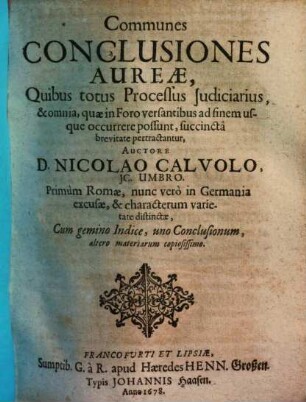 Communes
CONCLUSIONES
AUREÆ,
Quibus totus Processus Judiciarius,
& omnia, quæ in Foro versantibus ad finem us-
que occurrere possunt, succinctâ
brevitate pertractantur,
AUCTORE
D. NICOLAO CALVOLO,
JC. UMBRO.
Primùm Romæ, nunc verò in Germania
excusæ, & characterum varie-
tate distinctæ,
Cum gemino Indice, uno Conclusionum,
altero materiarum copiosissimo.
FRANCOFURTI ET LIPSIÆ,
Sumptib. G. à R. apud Hæredes HENN. Großen.
Typis JOHANNIS Haasen.
Anno 1678.